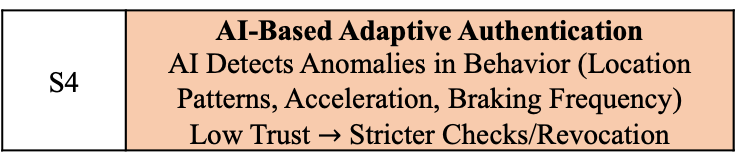 S4
AI-Based Adaptive Authentication
AI Detects Anomalies in Behavior (Location
Patterns, Acceleration, Braking Frequency)
Low Trust → Stricter Checks/Revocation